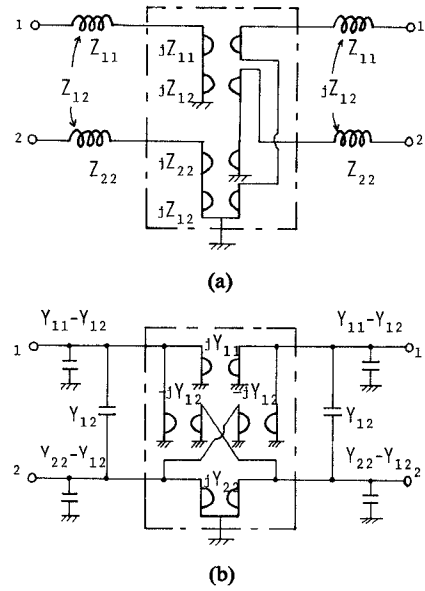 1 Z₁₁ jZ₁₁ Z₁₁ 1
Z₁₂ jZ₁₂ jZ₁₂
2 Z₂₂ jZ₂₂ Z₂₂ 2
jZ₁₂
(a)
Y₁₁-Y₁₂ Y₁₁-Y₁₂
1 jY₁₁ 1
-jY₁₂ -jY₁₂
Y₁₂ Y₁₂
Y₂₂-Y₁₂ Y₂₂-Y₁₂
2 jY₂₂ 2
(b)